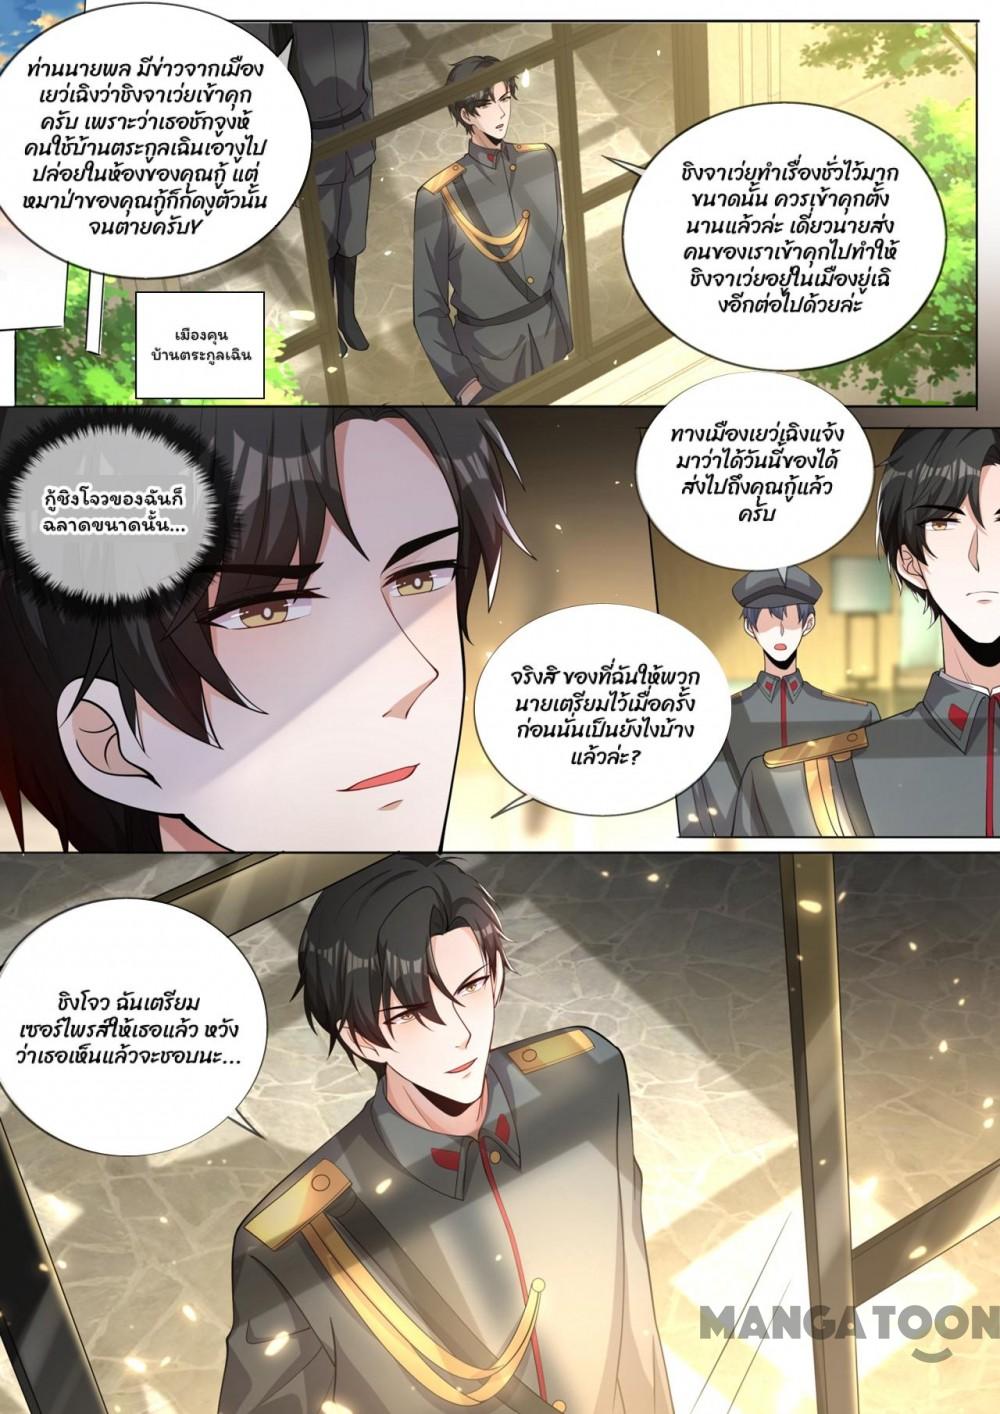 ท่านนายพล มีข่าวจากเมือง
เยว่เฉิงว่าชิงจาเว่ยเข้าคุก
ครับ เพราะว่าเธอชักจูงห้
คนใช้บ้านตระกูลเฉินเอางูไป
ปล่อยในห้องของคุณกู้ แต่
หมาป่าของคุณกู้ก็กัดงูตัวนั้น
จนตายครับY
ชิงจาเว่ยทำเรื่องชั่วไว้มาก
ขนาดนั้น ควรเข้าคุกตั้ง
นานแล้วล่ะ เดี๋ยวนายส่ง
คนของเราเข้าคุกไปทำให้
ชิงจาเว่ยอยู่ในเมืองยู่เฉิ
งอีกต่อไปด้วยล่ะ
เมืองคุน
บ้านตระกูลเฉิน
กู้ชิงโจวของฉันก็
ฉลาดขนาดนั้น...
ทางเมืองเยว่เฉิงแจ้ง
มาว่าได้วันนี้ของได้
ส่งไปถึงคุณกู้แล้ว
ครับ
จริงสิ ของที่ฉันให้พวก
นายเตรียมไว้เมื่อครั้ง
ก่อนนั่นเป็นยังไงบ้าง
แล้วล่ะ?
ชิงโจว ฉันเตรียม
เซอร์ไพรส์ให้เธอแล้ว หวัง
ว่าเธอเห็นแล้วจะชอบนะ...
MANGATOON